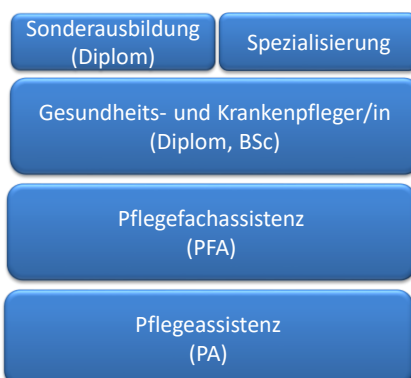 Sonderausbildung
(Diplom)
Spezialisierung
Gesundheits- und Krankenpfleger/in
(Diplom, BSc)
Pflegefachassistenz
(PFA)
Pflegeassistenz
(PA)